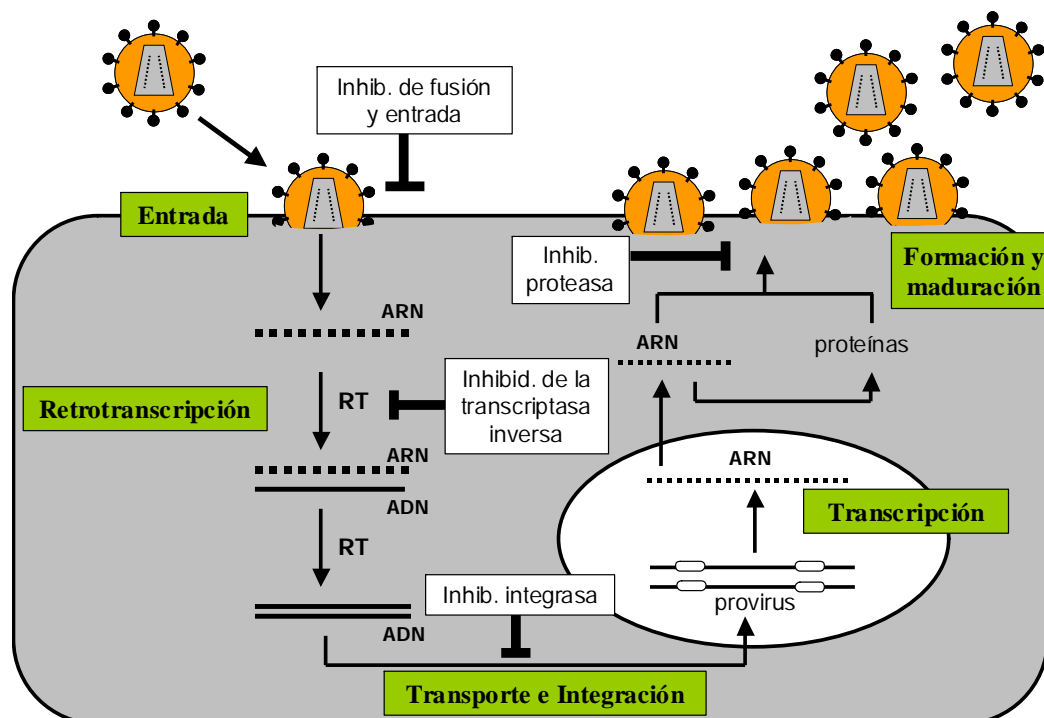 Inhib. de fusión
y entrada
Entrada
Inhib.
proteasa
Formación y
maduración
ARN
ARN
proteínas
Retrotranscripción
RT
Inhibid. de la
transcriptasa
inversa
ARN
ADN
ARN
Transcripción
RT
Inhib. integrasa
provirus
ADN
Transporte e Integración